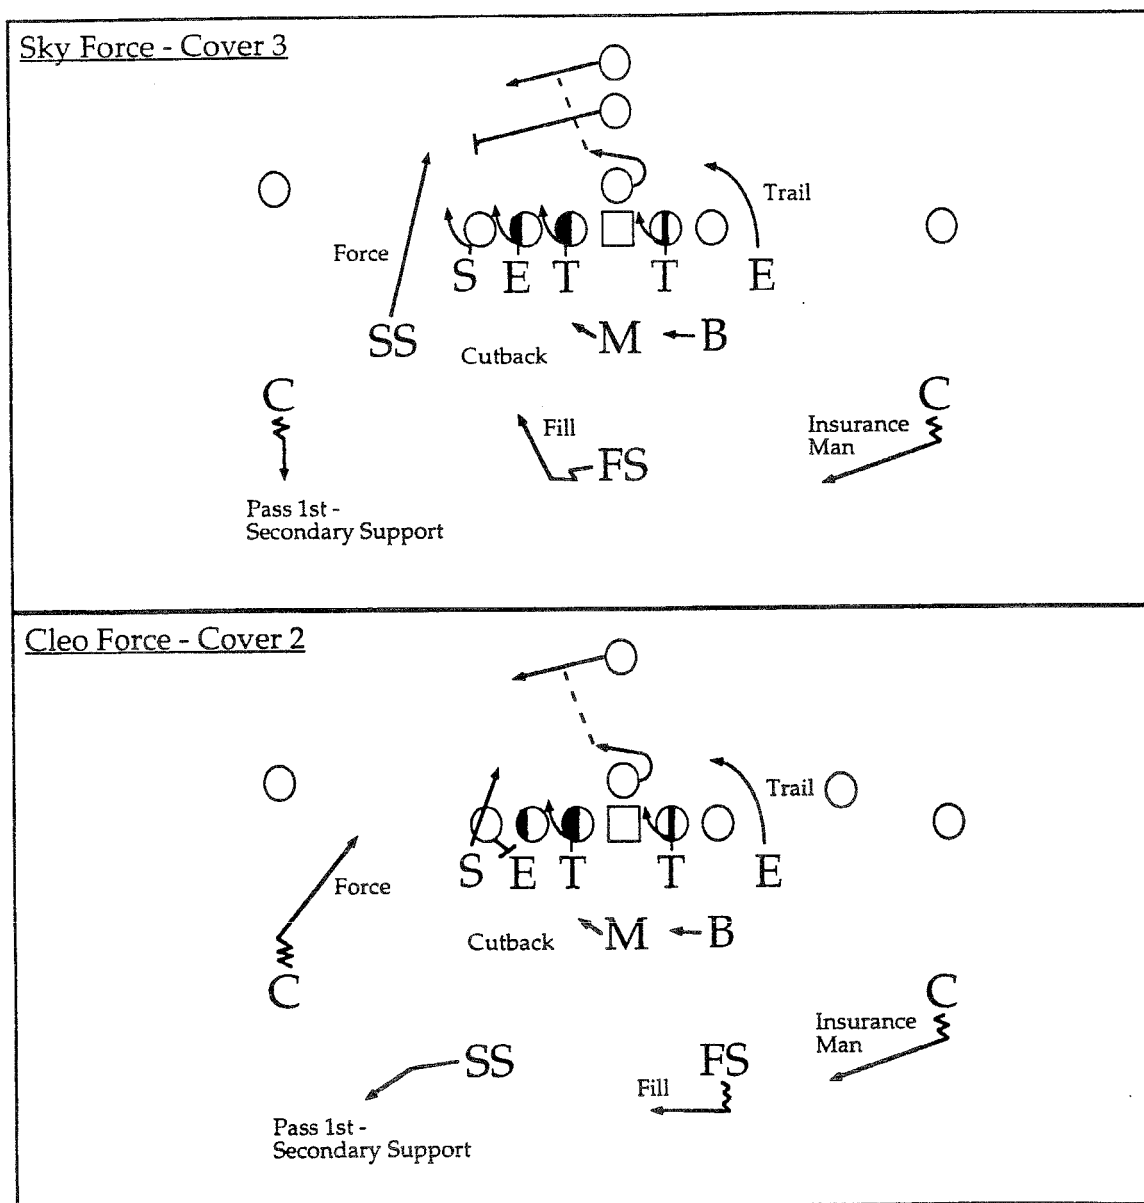 Sky Force - Cover 3
Trail
Force
S E T T E
SS Cutback M B
C C
Fill FS Insurance
Man
Pass 1st -
Secondary Support
Cleo Force - Cover 2
Trail
S E T T E
Force
Cutback M B
C C
SS FS Insurance
Man
Fill
Pass 1st -
Secondary Support